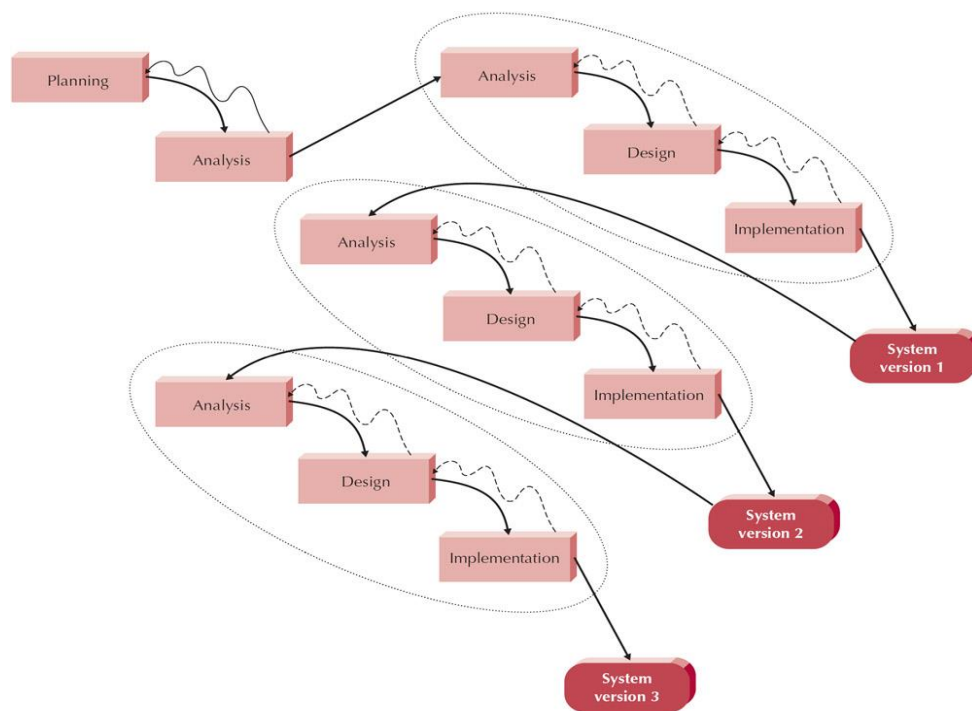 Planning
Analysis
Analysis
Design
Implementation
System
version 1
Analysis
Design
Implementation
System
version 2
Analysis
Design
Implementation
System
version 3